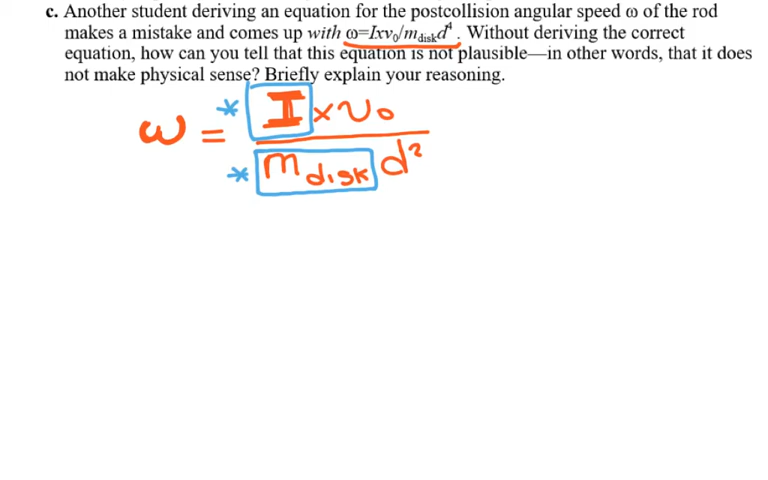 c. Another student deriving an equation for the postcollision angular speed ω of the rod
makes a mistake and comes up with ω=Ixv₀/m_disk d⁴. Without deriving the correct
equation, how can you tell that this equation is not plausible—in other words, that it does
not make physical sense? Briefly explain your reasoning.
* I x v₀
ω =
* m disk d²